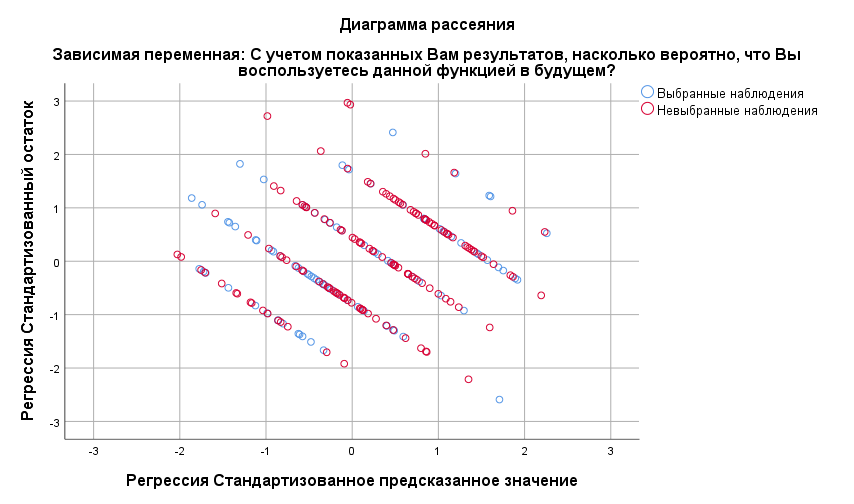 Диаграмма рассеяния
Зависимая переменная: С учетом показанных Вам результатов, насколько вероятно, что Вы
воспользуетесь данной функцией в будущем?
Выбранные наблюдения
Невыбранные наблюдения
Регрессия Стандартизованный остаток
3
2
1
0
-1
-2
-3
-3
-2
-1
0
1
2
3
Регрессия Стандартизованное предсказанное значение